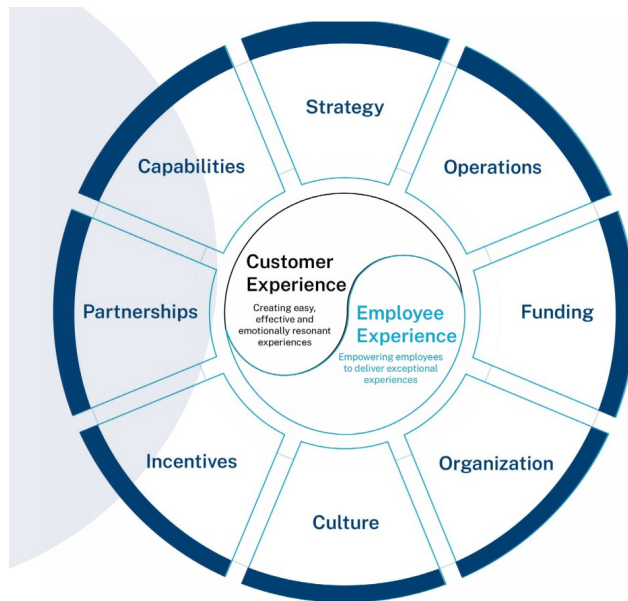 Strategy
Capabilities
Operations
Customer
Experience
Creating easy,
effective and
emotionally resonant
experiences
Partnerships
Employee
Experience
Empowering employees
to deliver exceptional
experiences
Funding
Incentives
Organization
Culture